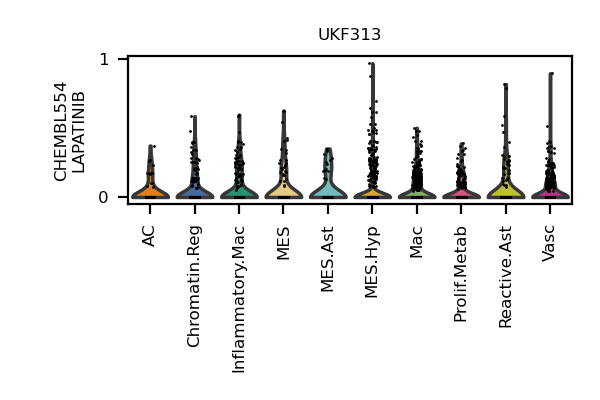 UKF313
CHEMBL554
LAPATINIB
1
0
AC
Chromatin.Reg
Inflammatory.Mac
MES
MES.Ast
MES.Hyp
Mac
Prolif.Metab
Reactive.Ast
Vasc